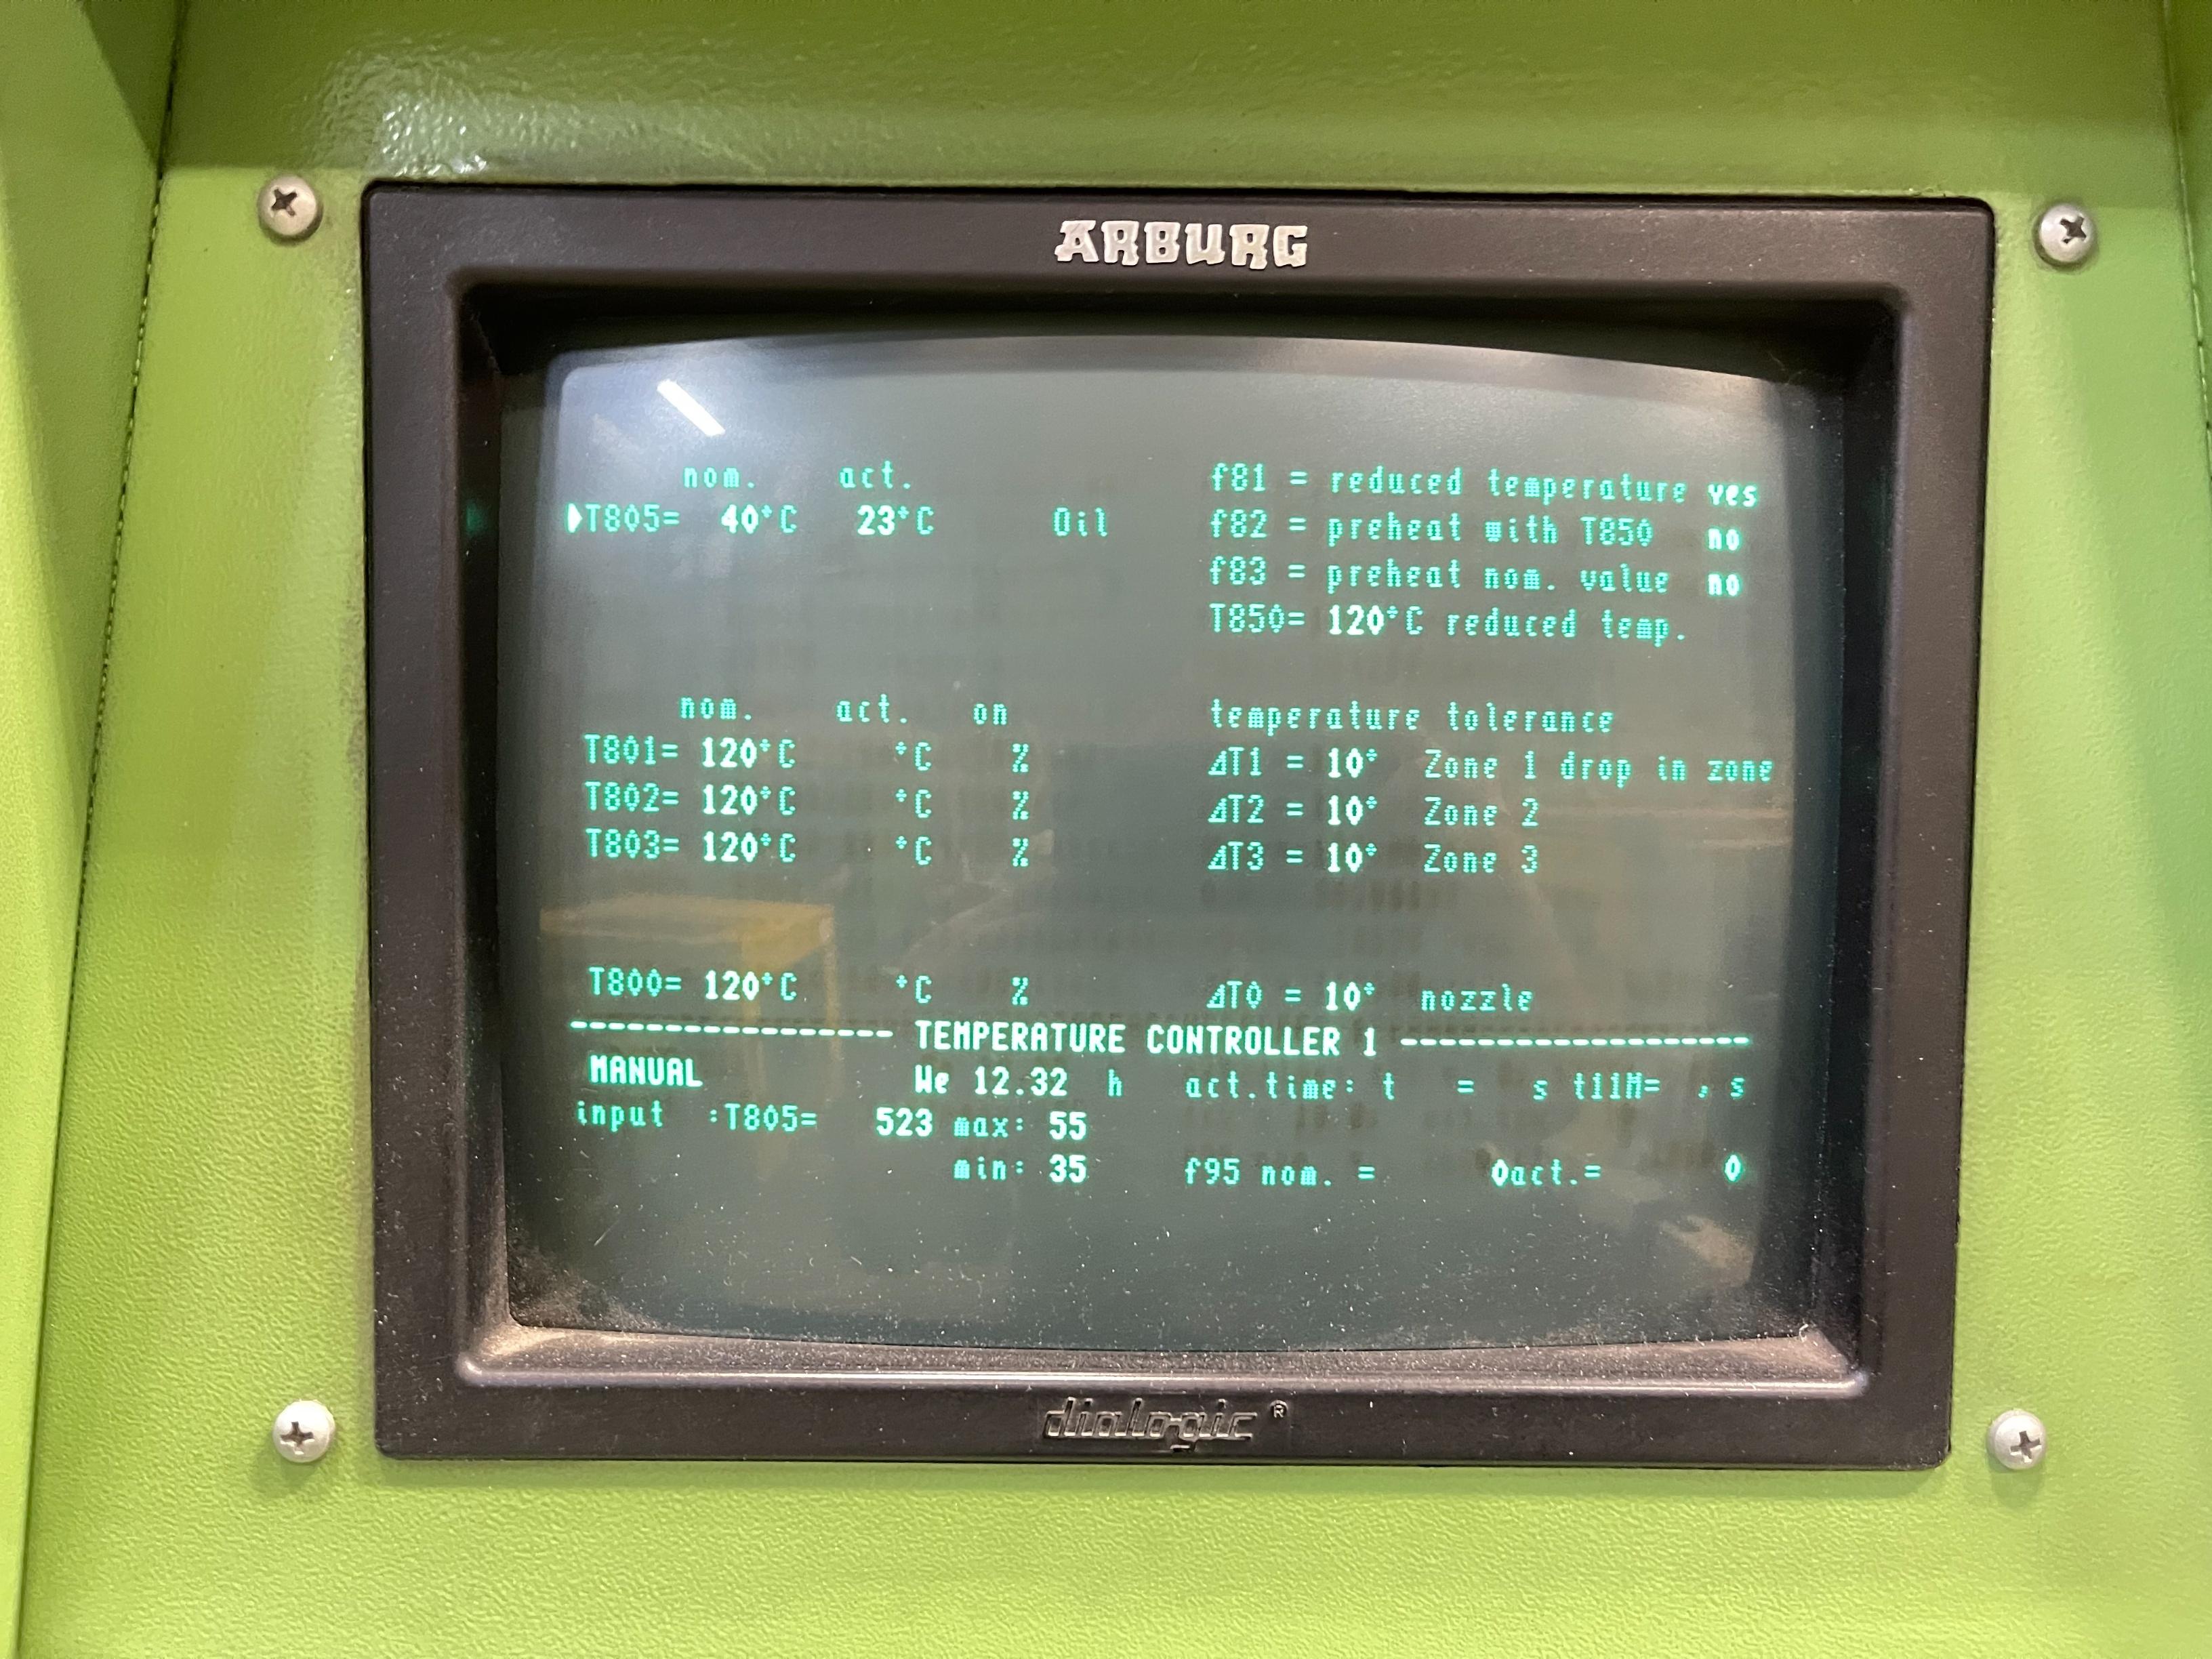 ARBURG
nom. act.
T805= 40°C 23°C Oil
f81 = reduced temperature yes
f82 = preheat with T850 no
f83 = preheat nom. value no
T850= 120°C reduced temp.
nom. act. on
T801= 120°C °C %
T802= 120°C °C %
T803= 120°C °C %
temperature tolerance
ΔT1 = 10° Zone 1 drop in zone
ΔT2 = 10° Zone 2
ΔT3 = 10° Zone 3
T800= 120°C °C %
ΔT0 = 10° nozzle
----------------- TEMPERATURE CONTROLLER 1 ------------------
MANUAL We 12.32 h act.time: t = s t11M= , s
input :T805= 523 max: 55
min: 35 f95 nom. = 0act.= 0
dialogic®